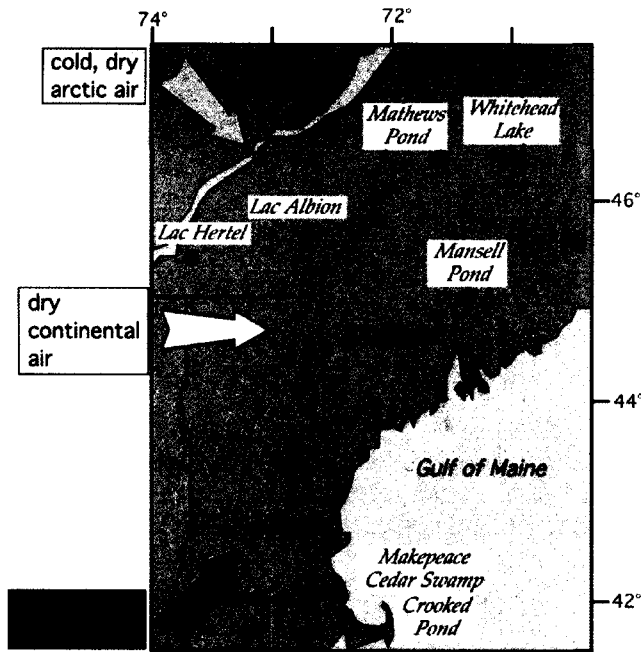 74°
72°
cold, dry
arctic air
Mathews
Pond
Whitehead
Lake
46°
Lac Albion
Lac Hertel
Mansell
Pond
dry
continental
air
44°
Gulf of Maine
Makepeace
Cedar Swamp
Crooked
Pond
42°